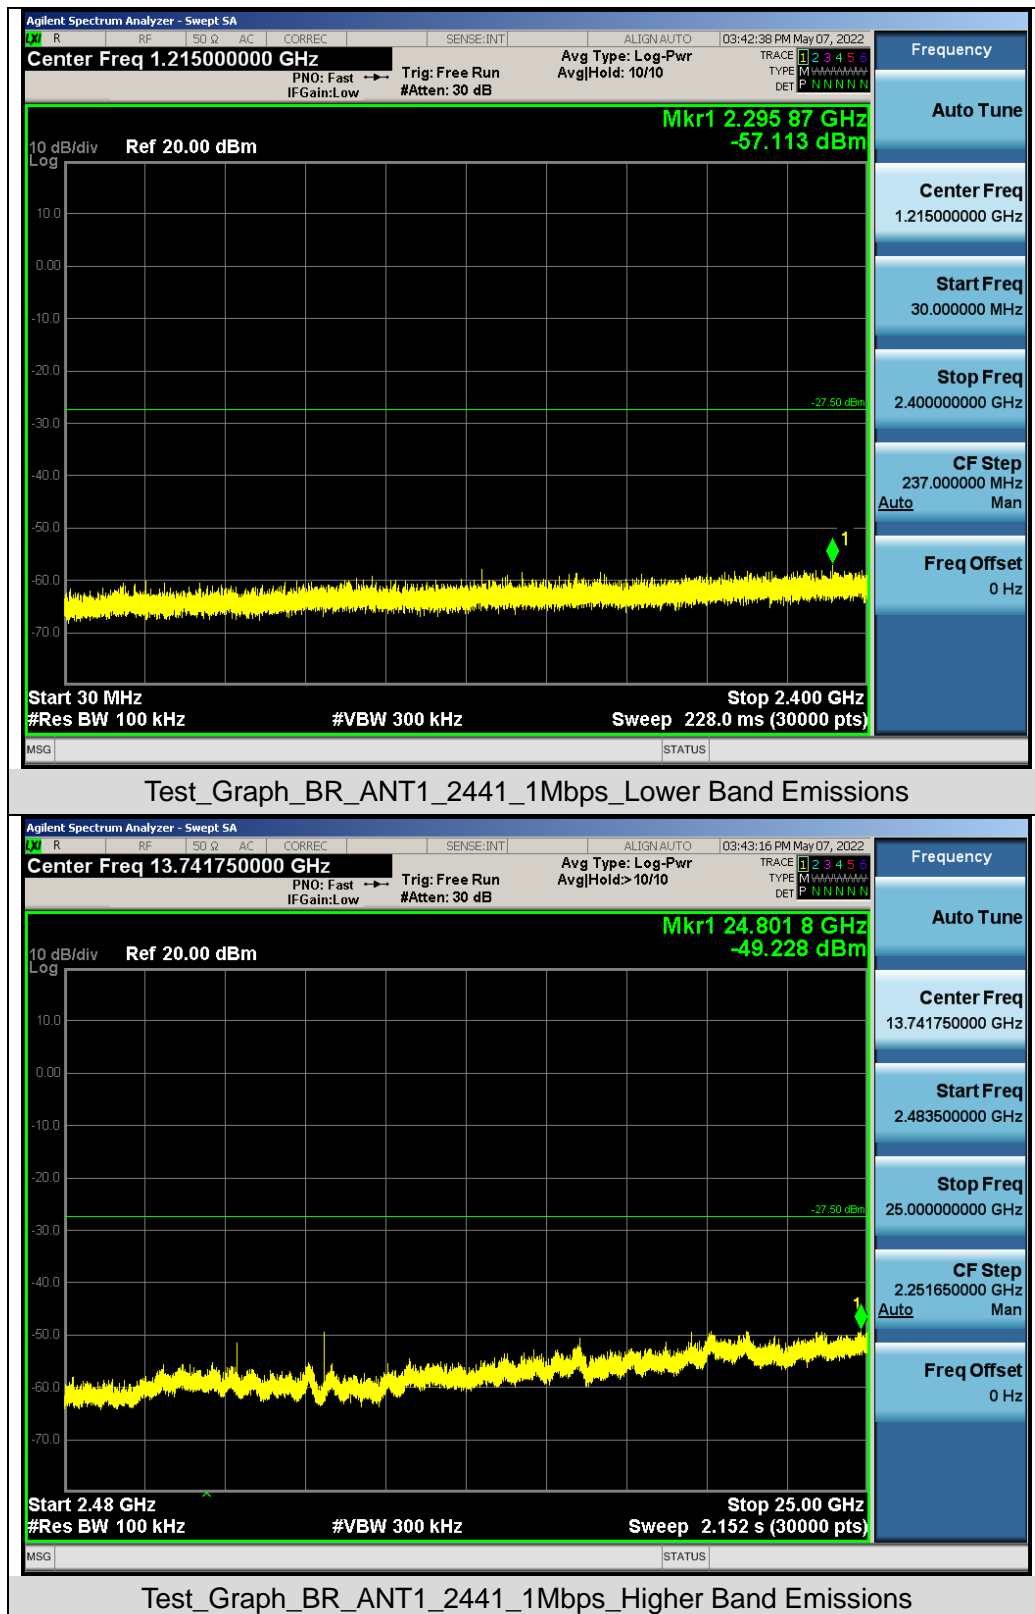 Agilent Spectrum Analyzer - Swept SA
LXI R RF 50 Ω AC CORREC SENSE:INT ALIGN AUTO 03:42:38 PM May 07, 2022
Center Freq 1.215000000 GHz
PNO: Fast
IFGain:Low
Trig: Free Run
#Atten: 30 dB
Avg Type: Log-Pwr
Avg|Hold: 10/10
TRACE 1 2 3 4 5 6
TYPE M
DET P N N N N N
Mkr1 2.295 87 GHz
-57.113 dBm
10 dB/div Ref 20.00 dBm
Log
10.0
0.00
-10.0
-20.0
-27.50 dBm
-30.0
-40.0
-50.0
1
-60.0
-70.0
Start 30 MHz Stop 2.400 GHz
#Res BW 100 kHz #VBW 300 kHz Sweep 228.0 ms (30000 pts)
MSG STATUS
Frequency
Auto Tune
Center Freq
1.215000000 GHz
Start Freq
30.000000 MHz
Stop Freq
2.400000000 GHz
CF Step
237.000000 MHz
Auto Man
Freq Offset
0 Hz
Test_Graph_BR_ANT1_2441_1Mbps_Lower Band Emissions
Agilent Spectrum Analyzer - Swept SA
LXI R RF 50 Ω AC CORREC SENSE:INT ALIGN AUTO 03:43:16 PM May 07, 2022
Center Freq 13.741750000 GHz
PNO: Fast
IFGain:Low
Trig: Free Run
#Atten: 30 dB
Avg Type: Log-Pwr
Avg|Hold:>10/10
TRACE 1 2 3 4 5 6
TYPE M
DET P N N N N N
Mkr1 24.801 8 GHz
-49.228 dBm
10 dB/div Ref 20.00 dBm
Log
10.0
0.00
-10.0
-20.0
-27.50 dBm
-30.0
-40.0
1
-50.0
-60.0
-70.0
Start 2.48 GHz Stop 25.00 GHz
#Res BW 100 kHz #VBW 300 kHz Sweep 2.152 s (30000 pts)
MSG STATUS
Frequency
Auto Tune
Center Freq
13.741750000 GHz
Start Freq
2.483500000 GHz
Stop Freq
25.000000000 GHz
CF Step
2.251650000 GHz
Auto Man
Freq Offset
0 Hz
Test_Graph_BR_ANT1_2441_1Mbps_Higher Band Emissions